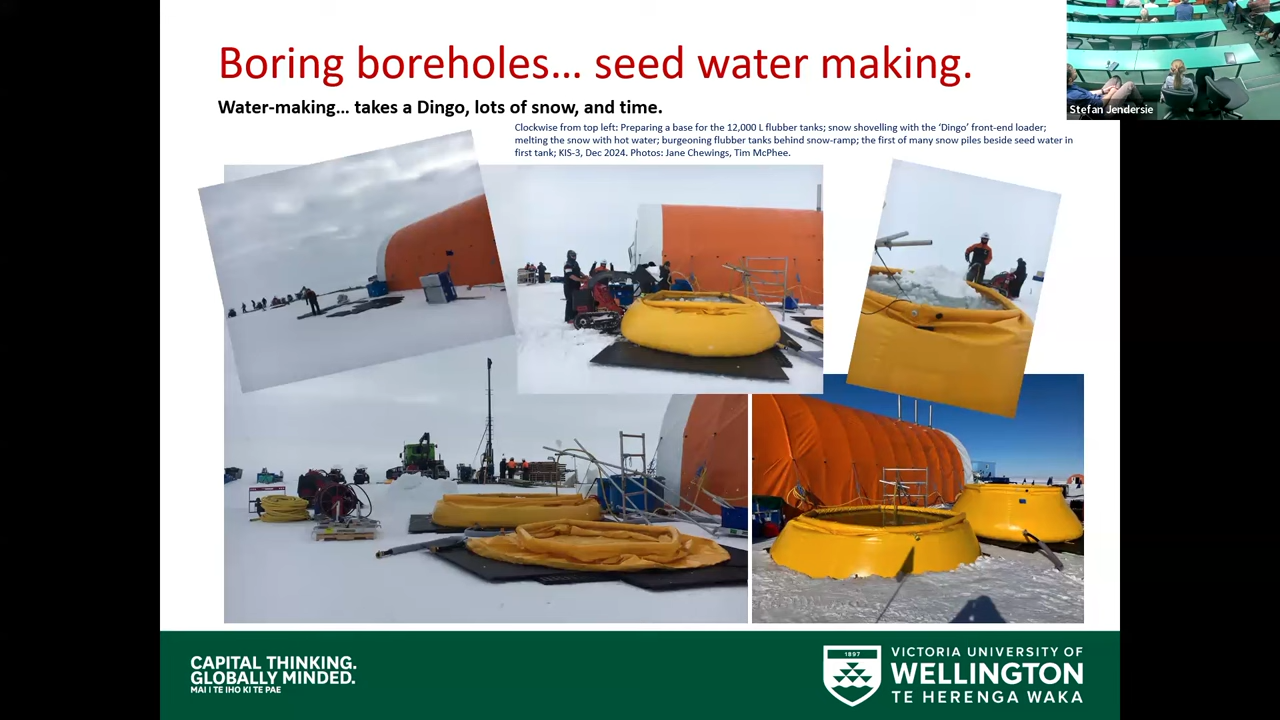 Boring boreholes... seed water making.
Water-making... takes a Dingo, lots of snow, and time.
Clockwise from top left: Preparing a base for the 12,000 L flubber tanks; snow shovelling with the 'Dingo' front-end loader;
melting the snow with hot water; burgeoning flubber tanks behind snow-ramp; the first of many snow piles beside seed water in
first tank; KIS-3, Dec 2024. Photos: Jane Chewings, Tim McPhee.
Stefan Jendersie
CAPITAL THINKING.
GLOBALLY MINDED.
MAI I TE IHO KI TE PAE
1897
VICTORIA UNIVERSITY OF
WELLINGTON
TE HERENGA WAKA